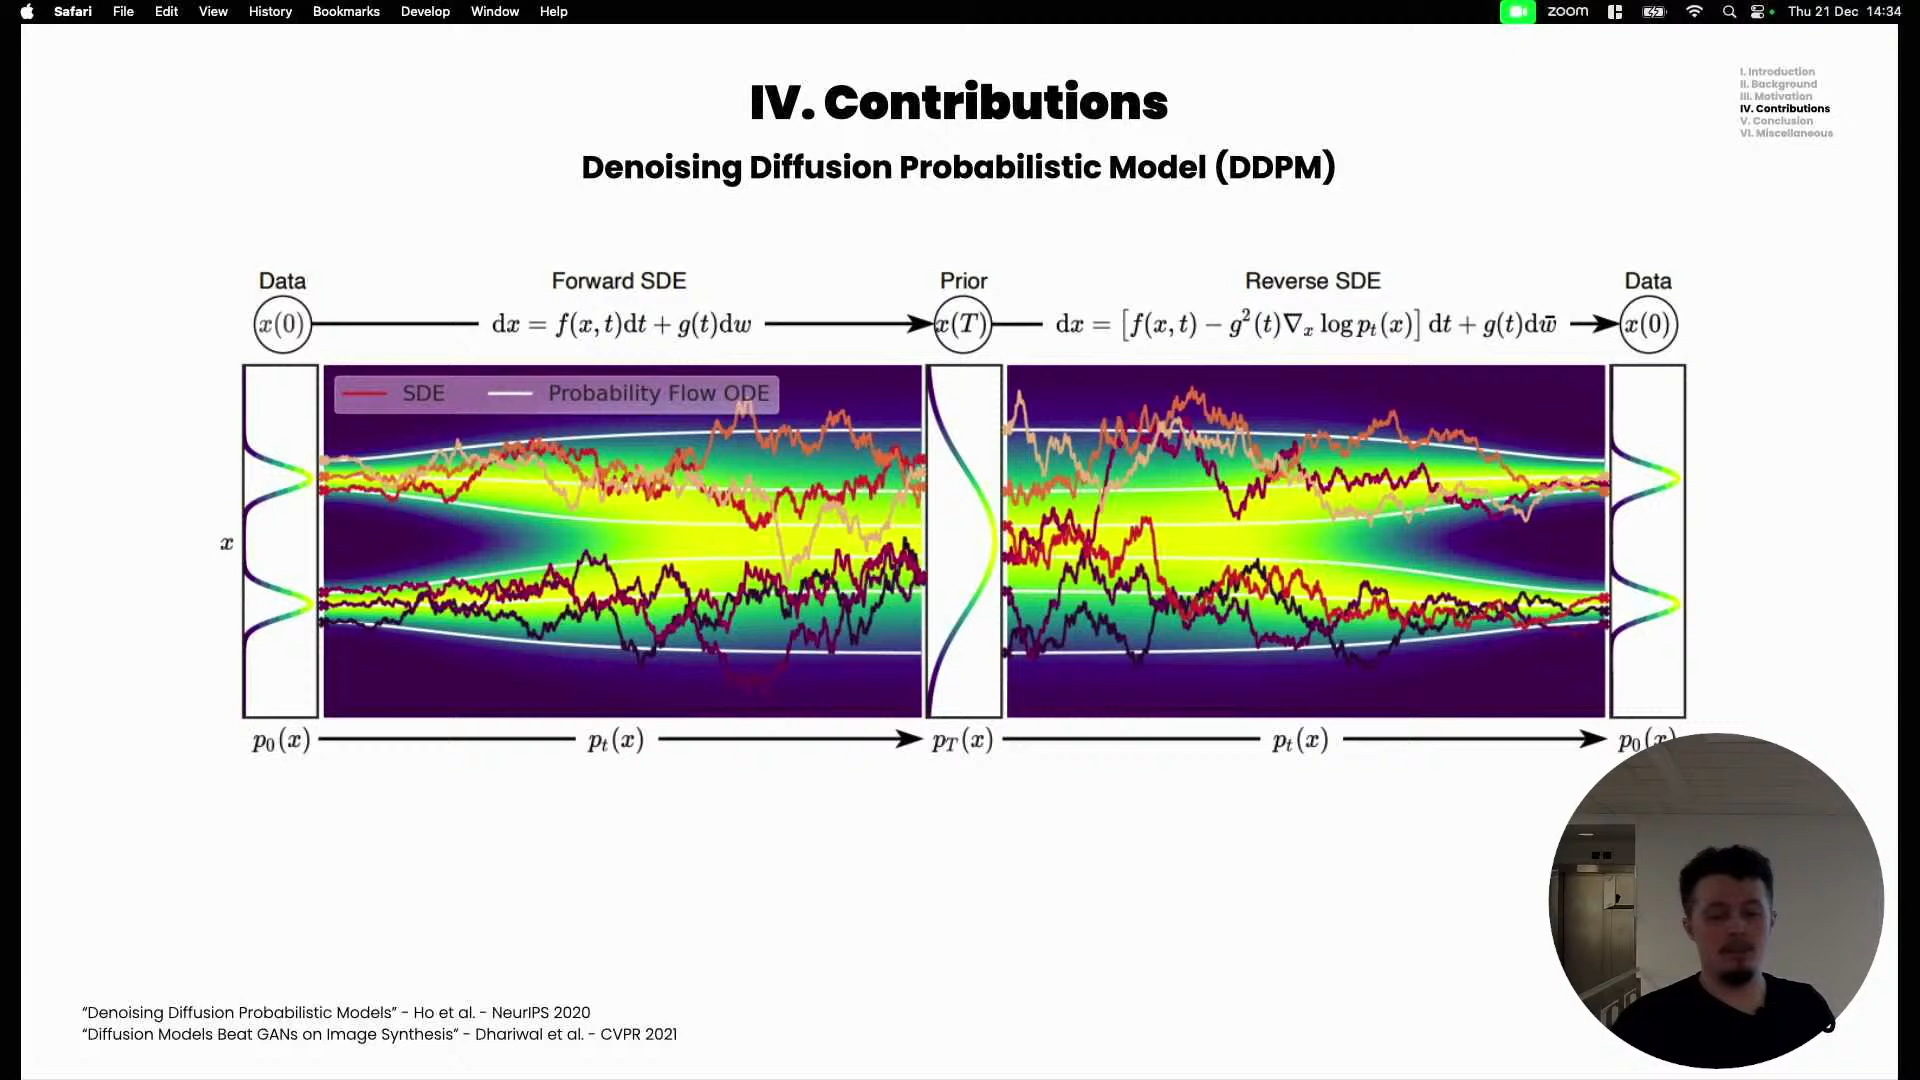 Safari File Edit View History Bookmarks Develop Window Help zoom Thu 21 Dec 14:34
I. Introduction
II. Background
III. Motivation
IV. Contributions
V. Conclusion
VI. Miscellaneous
IV. Contributions
Denoising Diffusion Probabilistic Model (DDPM)
Data Forward SDE Prior Reverse SDE Data
x(0) dx = f(x, t)dt + g(t)dw x(T) dx = [f(x, t) − g²(t)∇ₓ log pₜ(x)] dt + g(t)dw̄ x(0)
SDE Probability Flow ODE
x
p₀(x) pₜ(x) p_T(x) pₜ(x) p₀(x)
“Denoising Diffusion Probabilistic Models” - Ho et al. - NeurIPS 2020
“Diffusion Models Beat GANs on Image Synthesis” - Dhariwal et al. - CVPR 2021